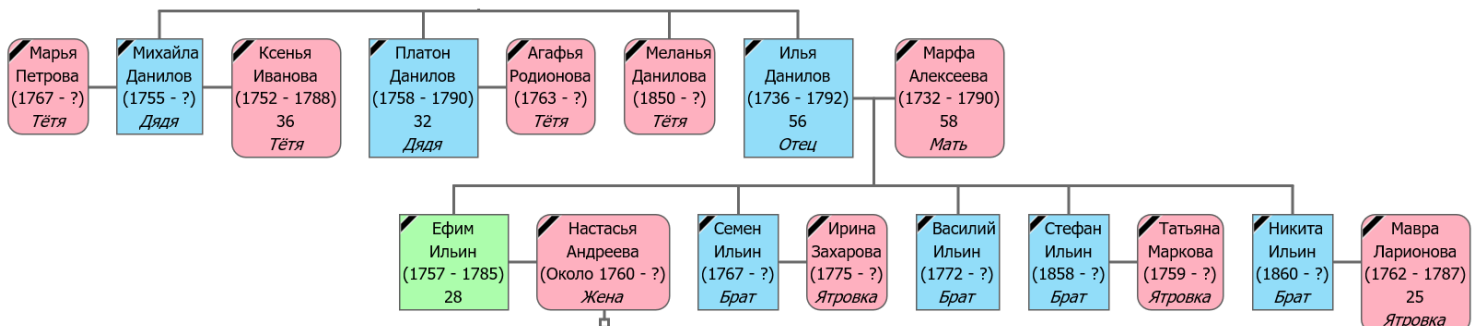 Марья
Петрова
(1767 - ?)
Тётя
Михайла
Данилов
(1755 - ?)
Дядя
Ксенья
Иванова
(1752 - 1788)
36
Тётя
Платон
Данилов
(1758 - 1790)
32
Дядя
Агафья
Родионова
(1763 - ?)
Тётя
Меланья
Данилова
(1850 - ?)
Тётя
Илья
Данилов
(1736 - 1792)
56
Отец
Марфа
Алексеева
(1732 - 1790)
58
Мать
Ефим
Ильин
(1757 - 1785)
28
Настасья
Андреева
(Около 1760 - ?)
Жена
Семен
Ильин
(1767 - ?)
Брат
Ирина
Захарова
(1775 - ?)
Ятровка
Василий
Ильин
(1772 - ?)
Брат
Стефан
Ильин
(1858 - ?)
Брат
Татьяна
Маркова
(1759 - ?)
Ятровка
Никита
Ильин
(1860 - ?)
Брат
Мавра
Ларионова
(1762 - 1787)
25
Ятровка